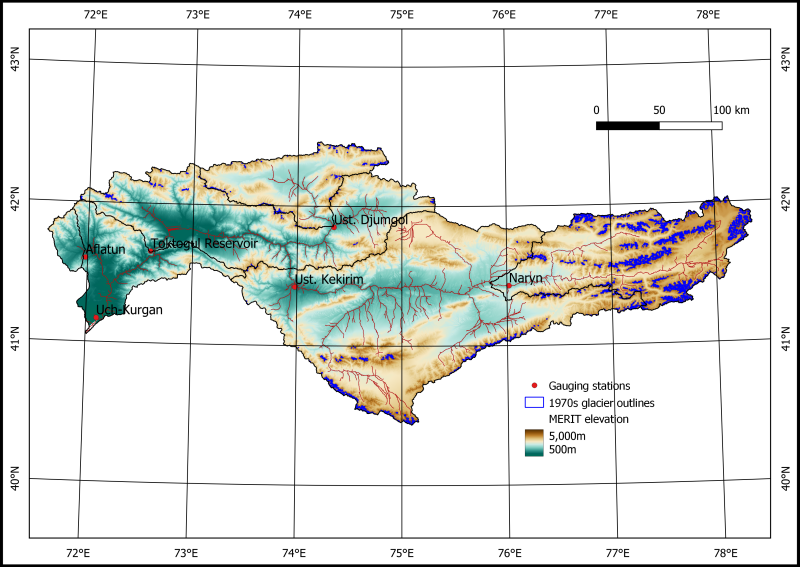 72°E 73°E 74°E 75°E 76°E 77°E 78°E
43°N 43°N
0 50 100 km
42°N 42°N
Ust. Djumgol
Aflatun Toktogul Reservoir
Ust. Kekirim Naryn
Uch-Kurgan
41°N 41°N
Gauging stations
1970s glacier outlines
MERIT elevation
5,000m
500m
40°N 40°N
72°E 73°E 74°E 75°E 76°E 77°E 78°E